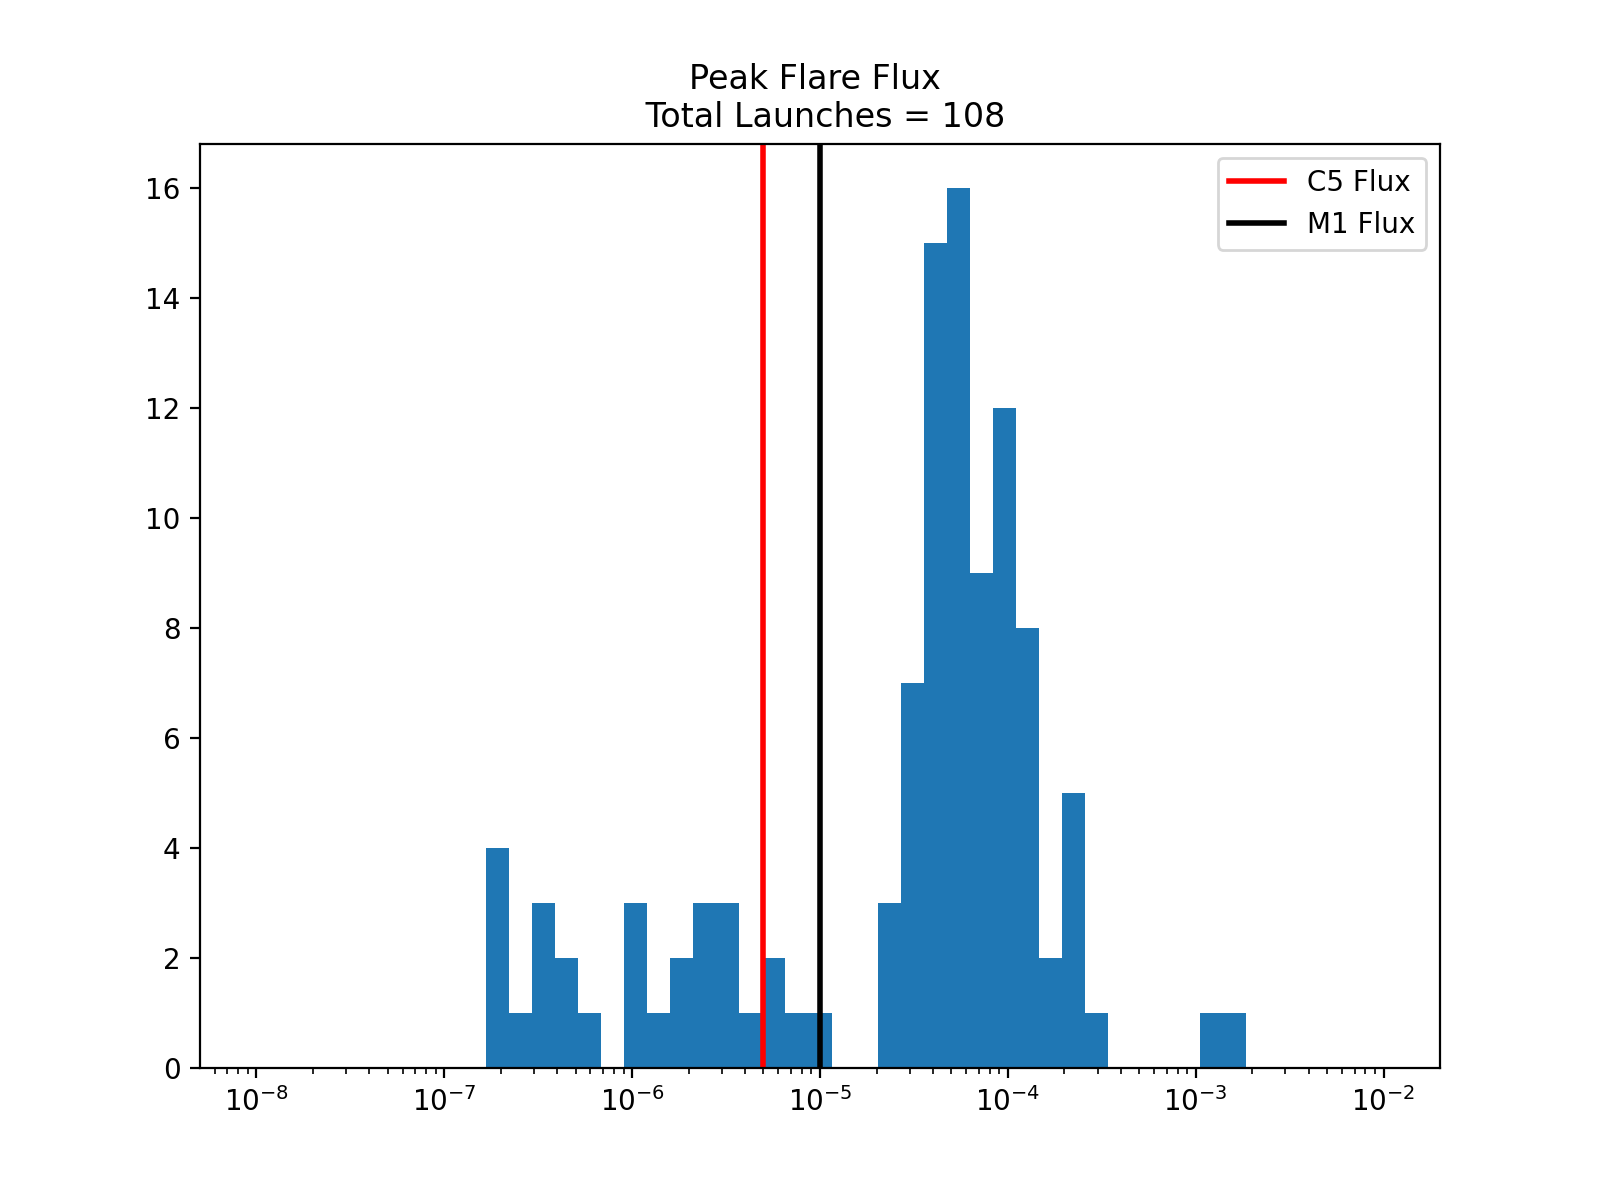 Peak Flare Flux
Total Launches = 108
C5 Flux
M1 Flux
16
14
12
10
8
6
4
2
0
10⁻⁸ 10⁻⁷ 10⁻⁶ 10⁻⁵ 10⁻⁴ 10⁻³ 10⁻²